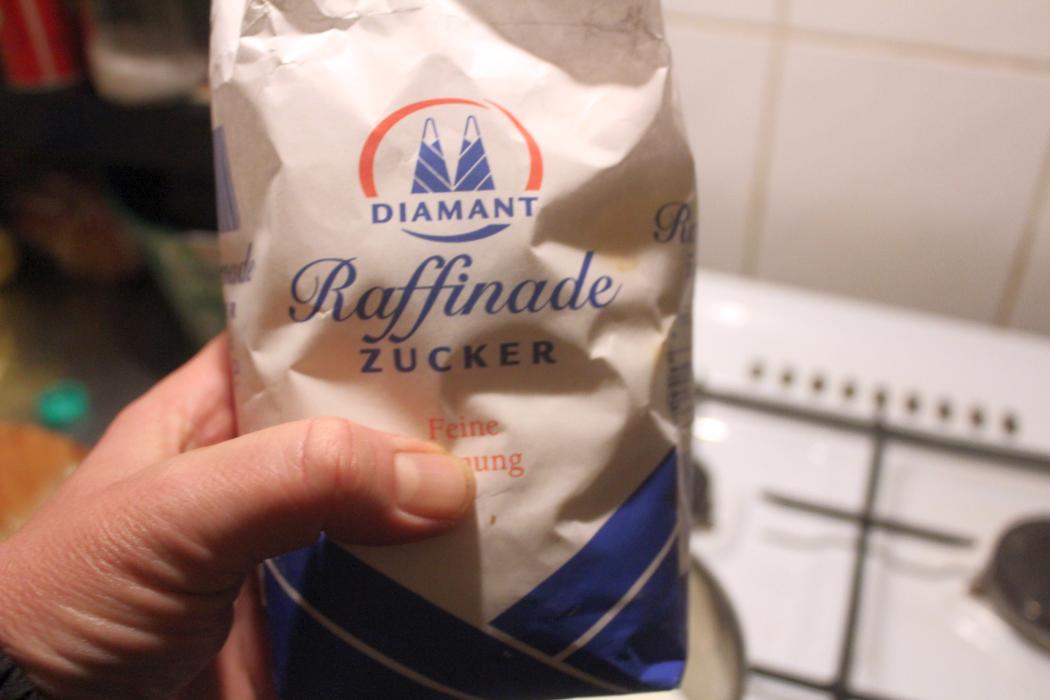 DIAMANT
Raffinade
ZUCKER
Feine